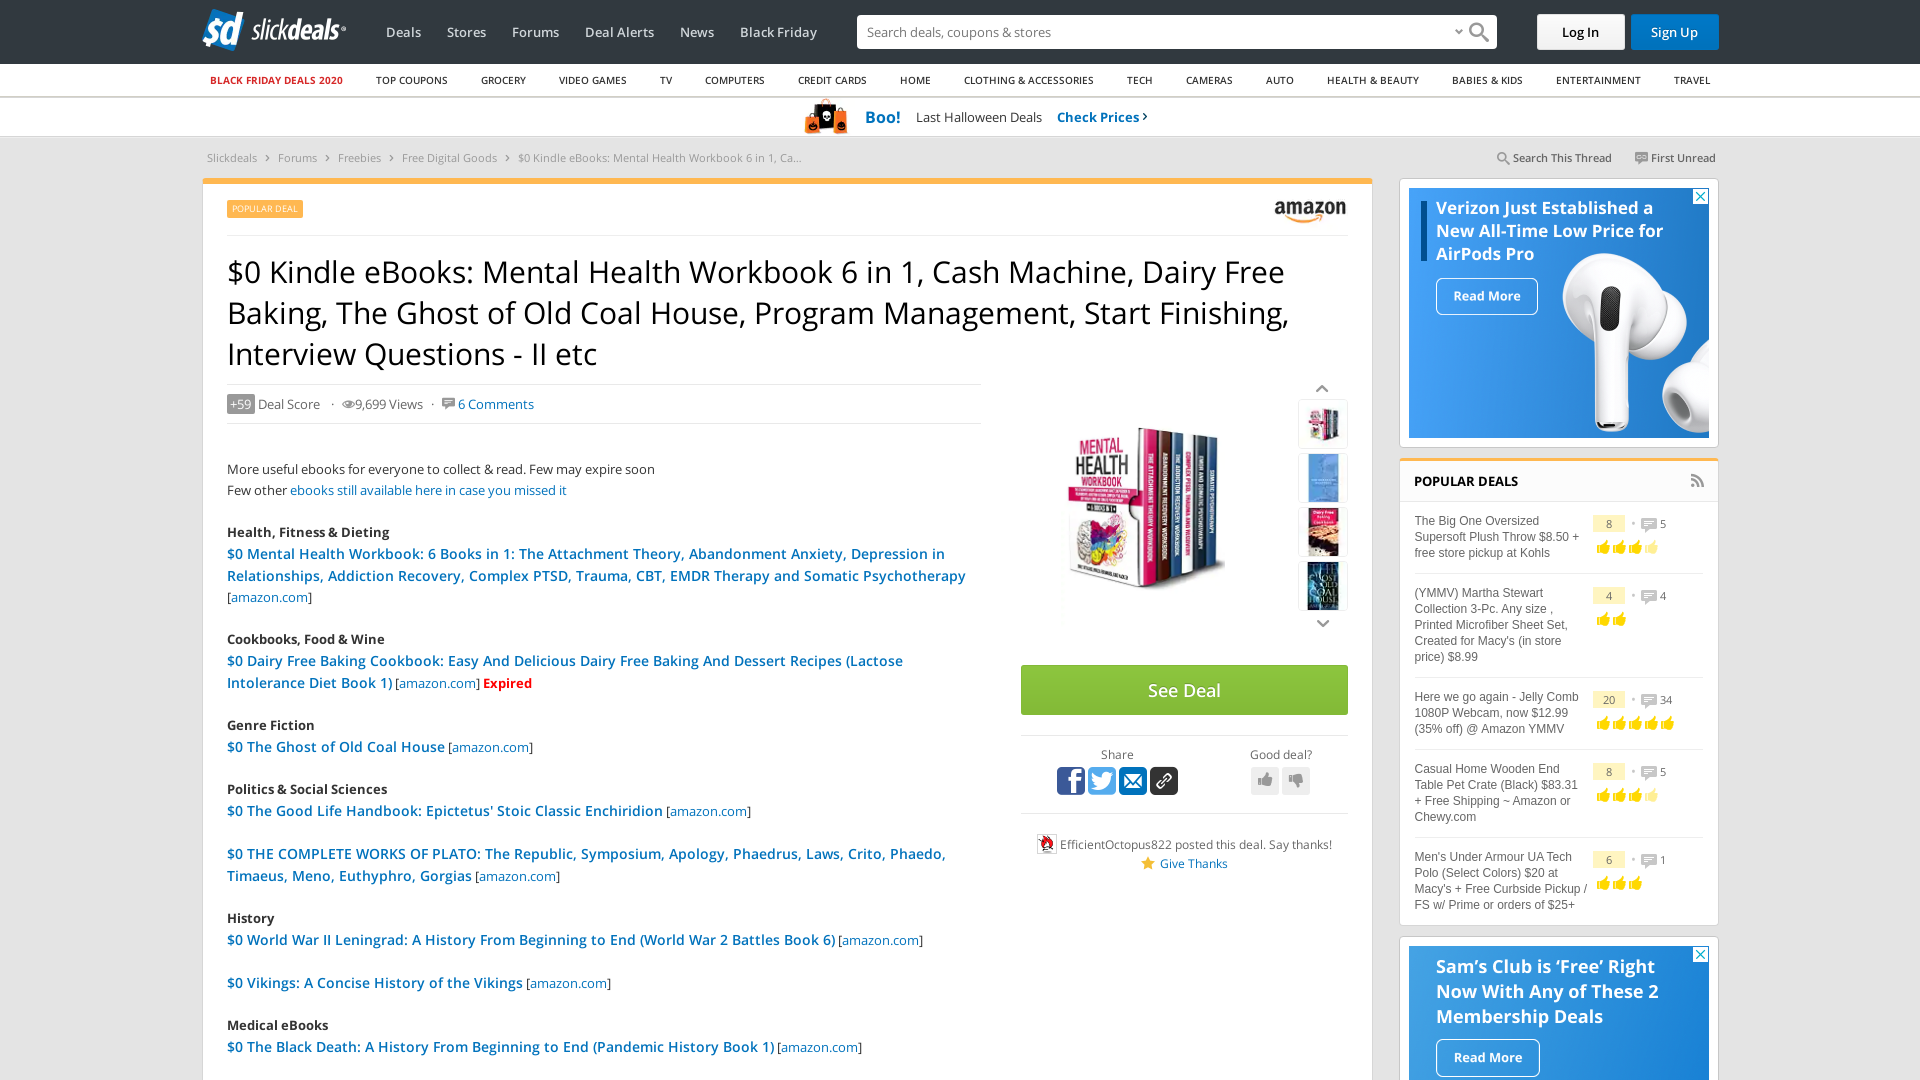 slickdeals
Deals Stores Forums Deal Alerts News Black Friday
Search deals, coupons & stores
Log In
Sign Up
BLACK FRIDAY DEALS 2020 TOP COUPONS GROCERY VIDEO GAMES TV COMPUTERS CREDIT CARDS HOME CLOTHING & ACCESSORIES TECH CAMERAS AUTO HEALTH & BEAUTY BABIES & KIDS ENTERTAINMENT TRAVEL
Boo! Last Halloween Deals Check Prices
Slickdeals > Forums > Freebies > Free Digital Goods > $0 Kindle eBooks: Mental Health Workbook 6 in 1, Ca...
Search This Thread First Unread
POPULAR DEAL
amazon
$0 Kindle eBooks: Mental Health Workbook 6 in 1, Cash Machine, Dairy Free
Baking, The Ghost of Old Coal House, Program Management, Start Finishing,
Interview Questions - II etc
+59 Deal Score · 9,699 Views · 6 Comments
More useful ebooks for everyone to collect & read. Few may expire soon
Few other ebooks still available here in case you missed it
Health, Fitness & Dieting
$0 Mental Health Workbook: 6 Books in 1: The Attachment Theory, Abandonment Anxiety, Depression in
Relationships, Addiction Recovery, Complex PTSD, Trauma, CBT, EMDR Therapy and Somatic Psychotherapy
[amazon.com]
Cookbooks, Food & Wine
$0 Dairy Free Baking Cookbook: Easy And Delicious Dairy Free Baking And Dessert Recipes (Lactose
Intolerance Diet Book 1) [amazon.com] Expired
Genre Fiction
$0 The Ghost of Old Coal House [amazon.com]
Politics & Social Sciences
$0 The Good Life Handbook: Epictetus' Stoic Classic Enchiridion [amazon.com]
$0 THE COMPLETE WORKS OF PLATO: The Republic, Symposium, Apology, Phaedrus, Laws, Crito, Phaedo,
Timaeus, Meno, Euthyphro, Gorgias [amazon.com]
History
$0 World War II Leningrad: A History From Beginning to End (World War 2 Battles Book 6) [amazon.com]
$0 Vikings: A Concise History of the Vikings [amazon.com]
Medical eBooks
$0 The Black Death: A History From Beginning to End (Pandemic History Book 1) [amazon.com]
MENTAL
HEALTH
WORKBOOK
See Deal
Share
Good deal?
EfficientOctopus822 posted this deal. Say thanks!
Give Thanks
Verizon Just Established a
New All-Time Low Price for
AirPods Pro
Read More
POPULAR DEALS
The Big One Oversized
Supersoft Plush Throw $8.50 +
free store pickup at Kohls
8 · 5
(YMMV) Martha Stewart
Collection 3-Pc. Any size ,
Printed Microfiber Sheet Set,
Created for Macy's (in store
price) $8.99
4 · 4
Here we go again - Jelly Comb
1080P Webcam, now $12.99
(35% off) @ Amazon YMMV
20 · 34
Casual Home Wooden End
Table Pet Crate (Black) $83.31
+ Free Shipping ~ Amazon or
Chewy.com
8 · 5
Men's Under Armour UA Tech
Polo (Select Colors) $20 at
Macy's + Free Curbside Pickup /
FS w/ Prime or orders of $25+
6 · 1
Sam's Club is 'Free' Right
Now With Any of These 2
Membership Deals
Read More